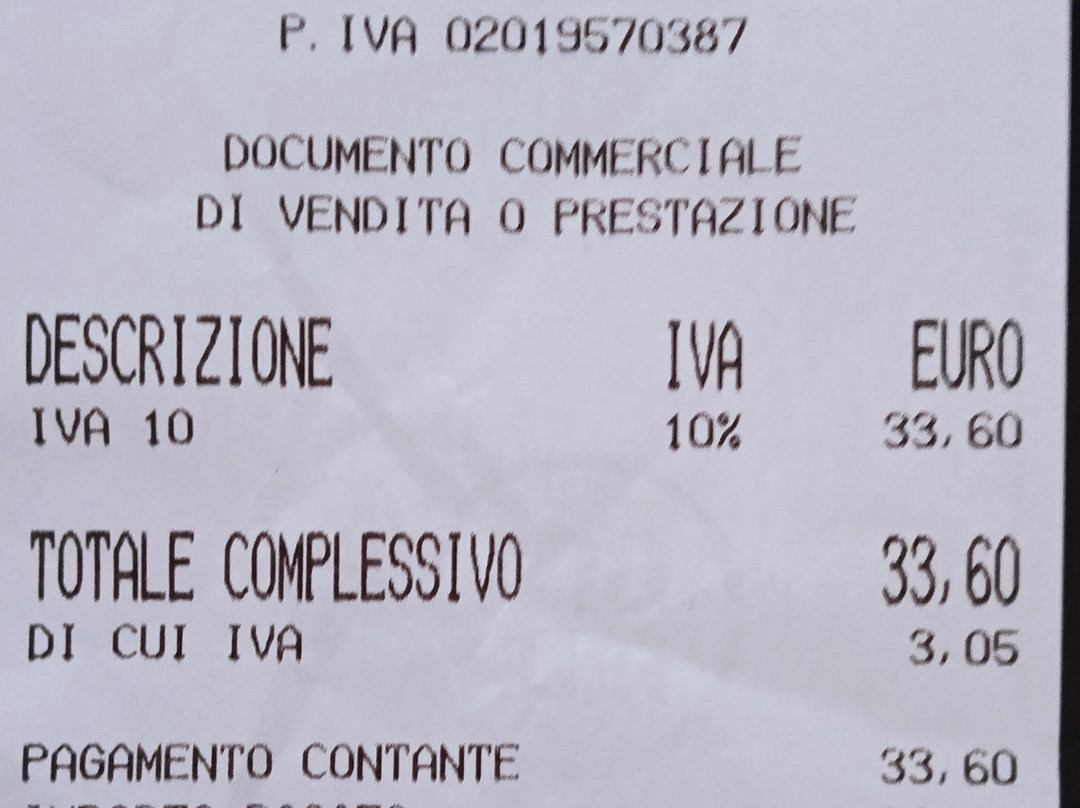 P. IVA 02019570387
DOCUMENTO COMMERCIALE
DI VENDITA O PRESTAZIONE
DESCRIZIONE IVA EURO
IVA 10 10% 33,60
TOTALE COMPLESSIVO 33,60
DI CUI IVA 3,05
PAGAMENTO CONTANTE 33,60